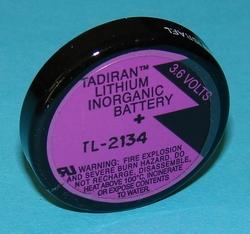 TADIRAN™
LITHIUM
INORGANIC
BATTERY
+
TL-2134
3.6 VOLTS
WARNING: FIRE EXPLOSION
AND SEVERE BURN HAZARD. DO
NOT RECHARGE, DISASSEMBLE,
HEAT ABOVE 100°C, INCINERATE
OR EXPOSE CONTENTS
TO WATER.